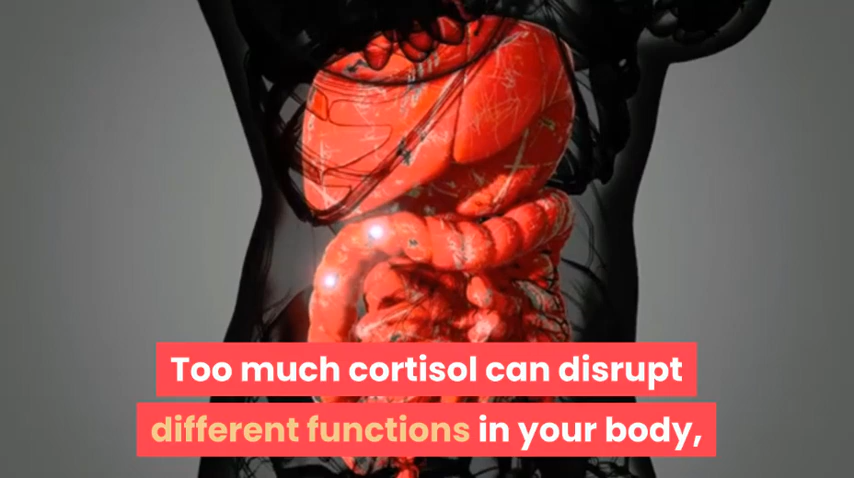 Too much cortisol can disrupt
different functions in your body,